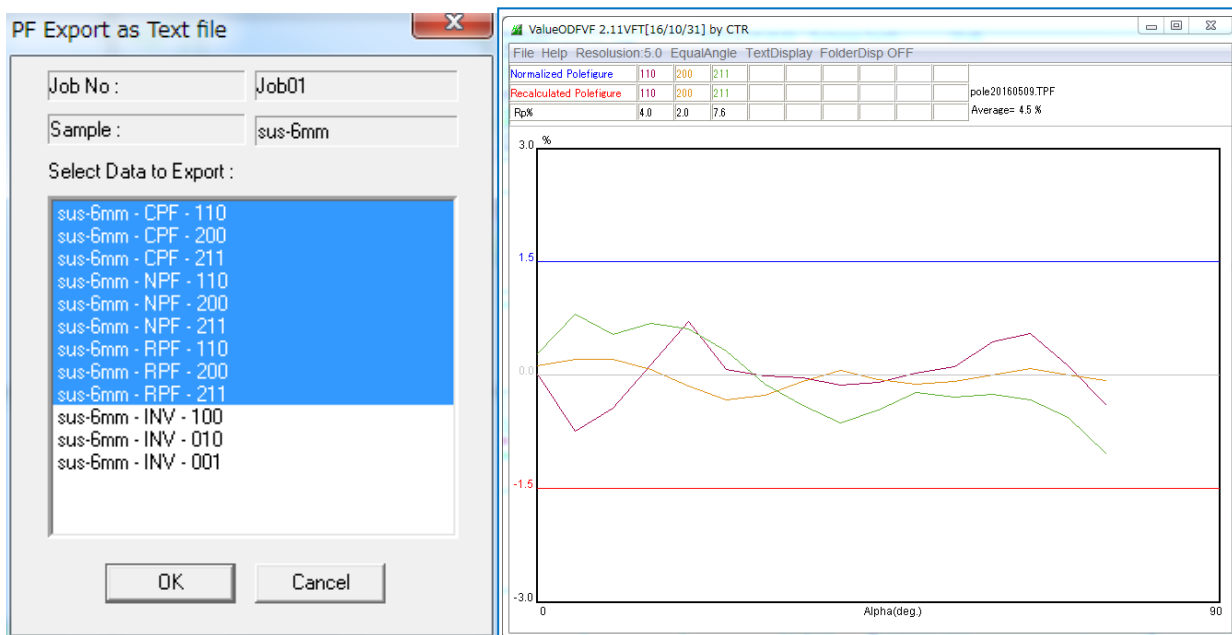 PF Export as Text file
Job No :
Job01
Sample :
sus-6mm
Select Data to Export :
sus-6mm - CPF - 110
sus-6mm - CPF - 200
sus-6mm - CPF - 211
sus-6mm - NPF - 110
sus-6mm - NPF - 200
sus-6mm - NPF - 211
sus-6mm - RPF - 110
sus-6mm - RPF - 200
sus-6mm - RPF - 211
sus-6mm - INV - 100
sus-6mm - INV - 010
sus-6mm - INV - 001
OK Cancel
ValueODFVF 2.11VFT[16/10/31] by CTR
File Help Resolusion:5.0 EqualAngle TextDisplay FolderDisp OFF
Normalized Polefigure 110 200 211
Recalculated Polefigure 110 200 211 pole20160509.TPF
Rp% 4.0 2.0 7.6 Average= 4.5 %
3.0 %
1.5
0.0
-1.5
-3.0
0 Alpha(deg.) 90